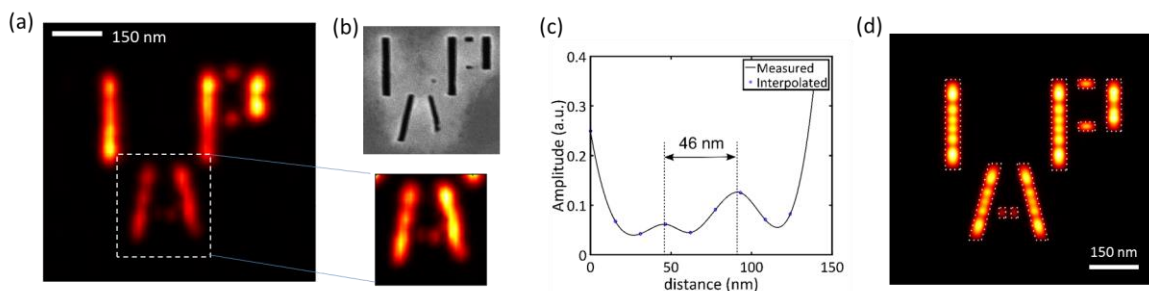 (a)
150 nm
(b)
(c)
Amplitude (a.u.)
0.4
0.3
0.2
0.1
0
Measured
Interpolated
46 nm
0
50
100
150
distance (nm)
(d)
150 nm